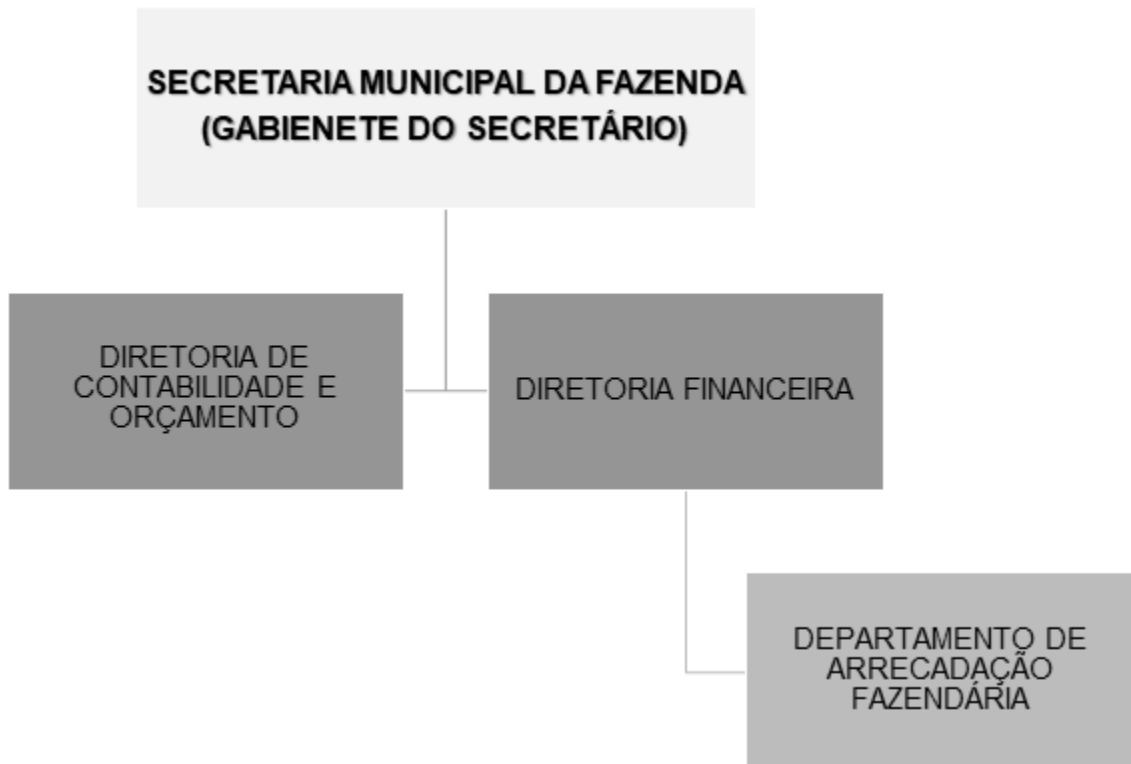 SECRETARIA MUNICIPAL DA FAZENDA
(GABIENETE DO SECRETÁRIO)
DIRETORIA DE
CONTABILIDADE E
ORÇAMENTO
DIRETORIA FINANCEIRA
DEPARTAMENTO DE
ARRECADAÇÃO
FAZENDÁRIA